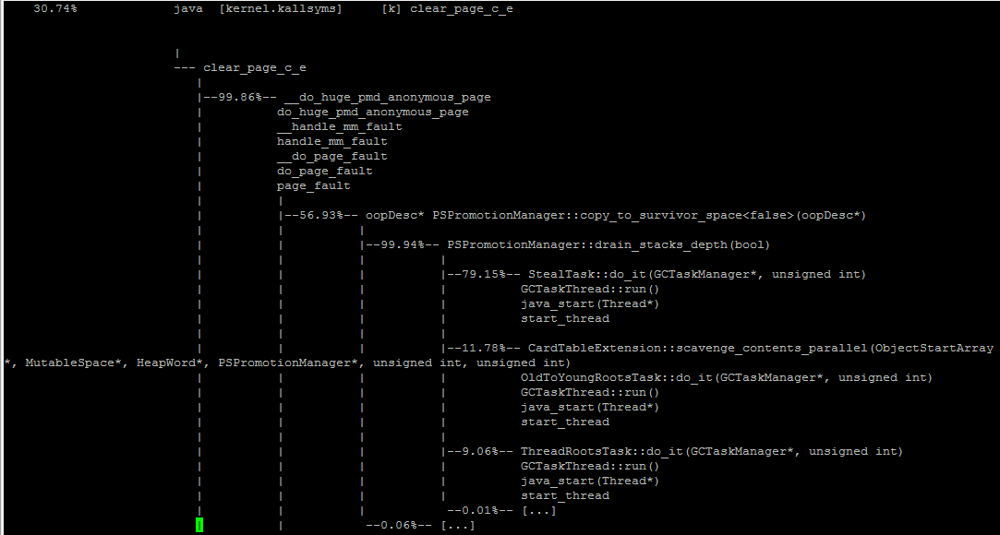 30.74% java [kernel.kallsyms] [k] clear_page_c_e
|
--- clear_page_c_e
|
|--99.86%-- __do_huge_pmd_anonymous_page
| do_huge_pmd_anonymous_page
| __handle_mm_fault
| handle_mm_fault
| __do_page_fault
| do_page_fault
| page_fault
| |
| |--56.93%-- oopDesc* PSPromotionManager::copy_to_survivor_space<false>(oopDesc*)
| | |
| | |--99.94%-- PSPromotionManager::drain_stacks_depth(bool)
| | | |
| | | |--79.15%-- StealTask::do_it(GCTaskManager*, unsigned int)
| | | | GCTaskThread::run()
| | | | java_start(Thread*)
| | | | start_thread
| | | |
| | | |--11.78%-- CardTableExtension::scavenge_contents_parallel(ObjectStartArray
*, MutableSpace*, HeapWord*, PSPromotionManager*, unsigned int, unsigned int)
| | | | OldToYoungRootsTask::do_it(GCTaskManager*, unsigned int)
| | | | GCTaskThread::run()
| | | | java_start(Thread*)
| | | | start_thread
| | | |
| | | |--9.06%-- ThreadRootsTask::do_it(GCTaskManager*, unsigned int)
| | | | GCTaskThread::run()
| | | | java_start(Thread*)
| | | | start_thread
| | | --0.01%-- [...]
| | --0.06%-- [...]